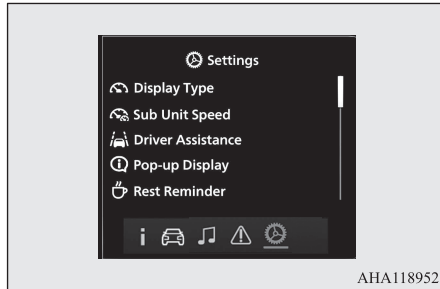 Settings
Display Type
Sub Unit Speed
Driver Assistance
Pop-up Display
Rest Reminder
AHA118952